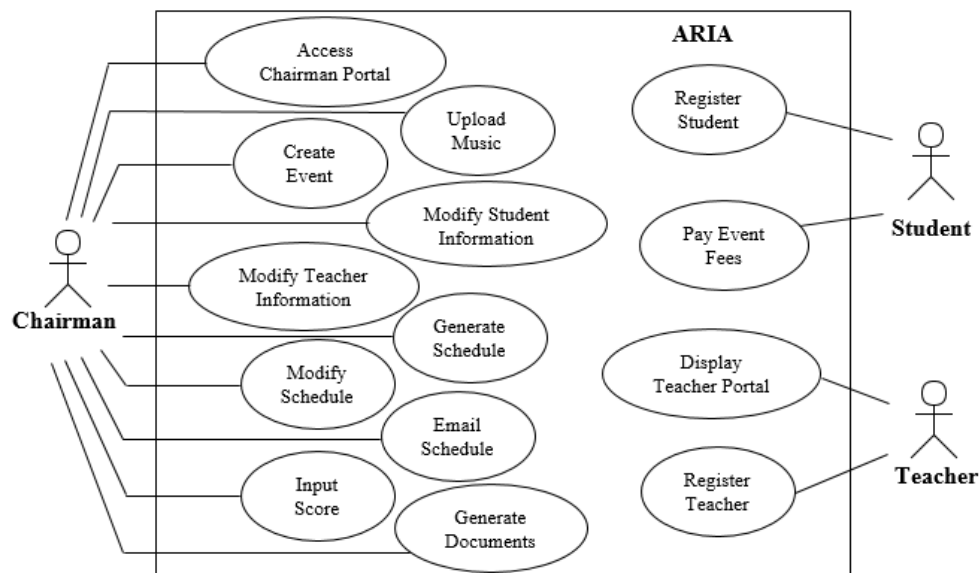 ARIA
Access
Chairman Portal
Upload
Music
Create
Event
Modify Student
Information
Modify Teacher
Information
Generate
Schedule
Modify
Schedule
Email
Schedule
Input
Score
Generate
Documents
Chairman
Register
Student
Pay Event
Fees
Display
Teacher Portal
Register
Teacher
Student
Teacher